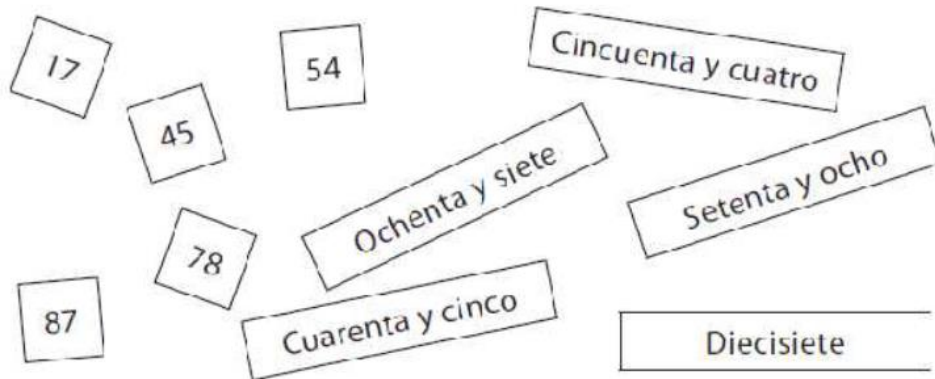 17
54
Cincuenta y cuatro
45
Ochenta y siete
Setenta y ocho
78
87
Cuarenta y cinco
Diecisiete